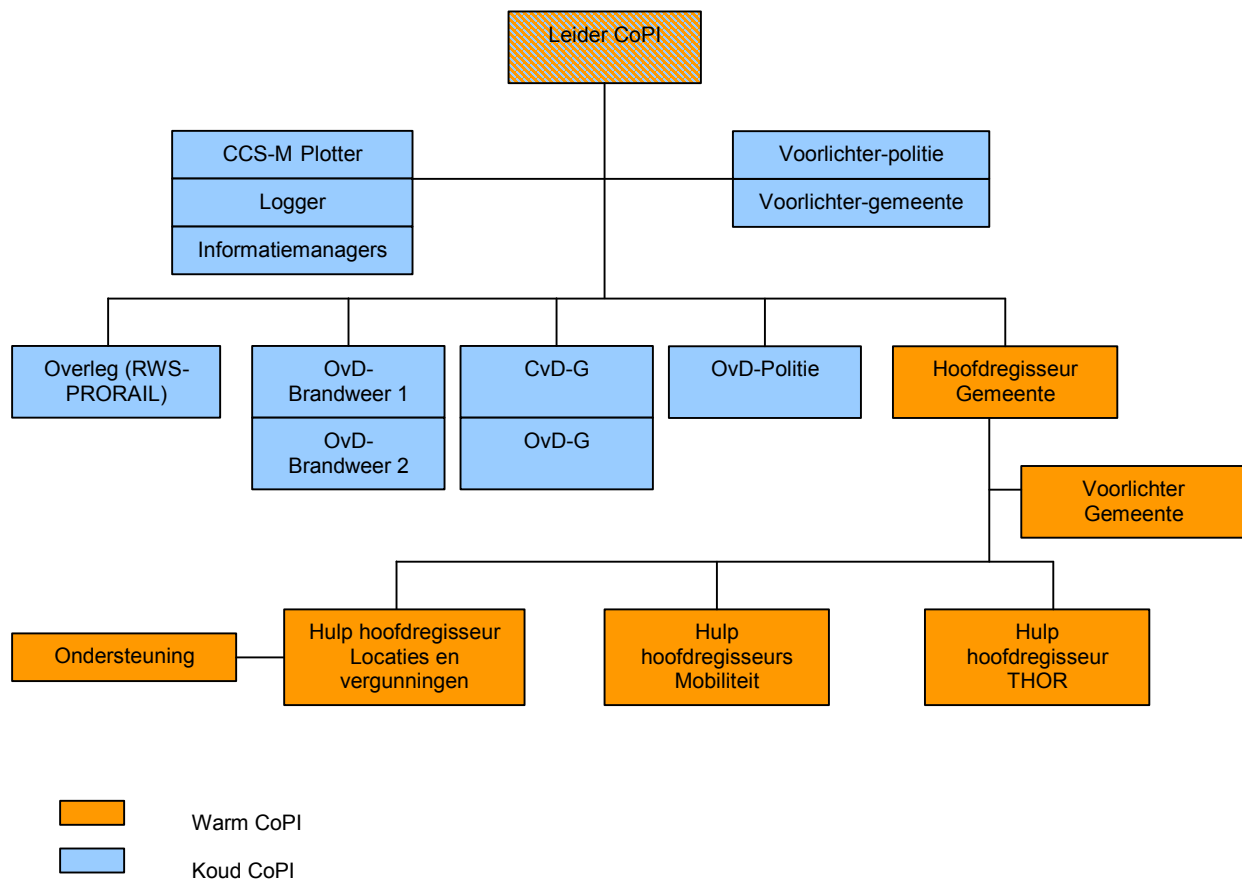 Leider CoPI
CCS-M Plotter
Logger
Informatiemanagers
Voorlichter-politie
Voorlichter-gemeente
Overleg (RWS-
PRORAIL)
OvD-
Brandweer 1
OvD-
Brandweer 2
CvD-G
OvD-G
OvD-Politie
Hoofdregisseur
Gemeente
Voorlichter
Gemeente
Ondersteuning
Hulp hoofdregisseur
Locaties en
vergunningen
Hulp
hoofdregisseurs
Mobiliteit
Hulp
hoofdregisseur
THOR
Warm CoPI
Koud CoPI